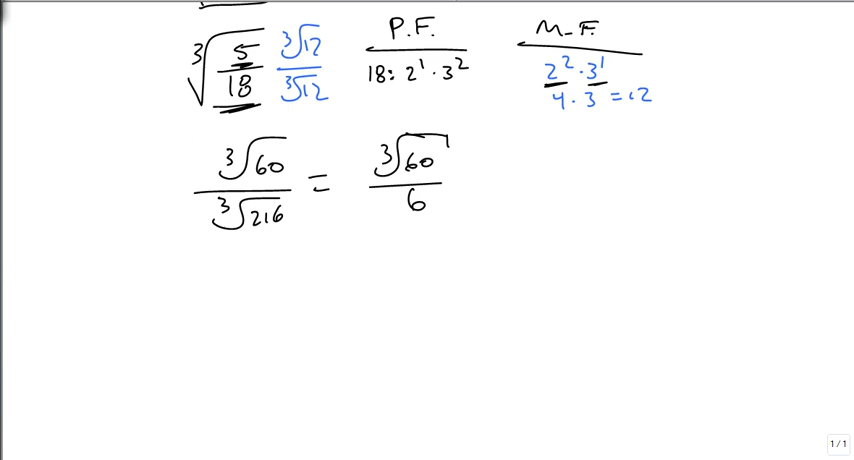 ∛(5/18) ∛12/∛12
P.F.
18: 2¹ · 3²
M.F.
2² · 3¹
4 · 3 = 12
∛60/∛216 = ∛60/6
1 / 1